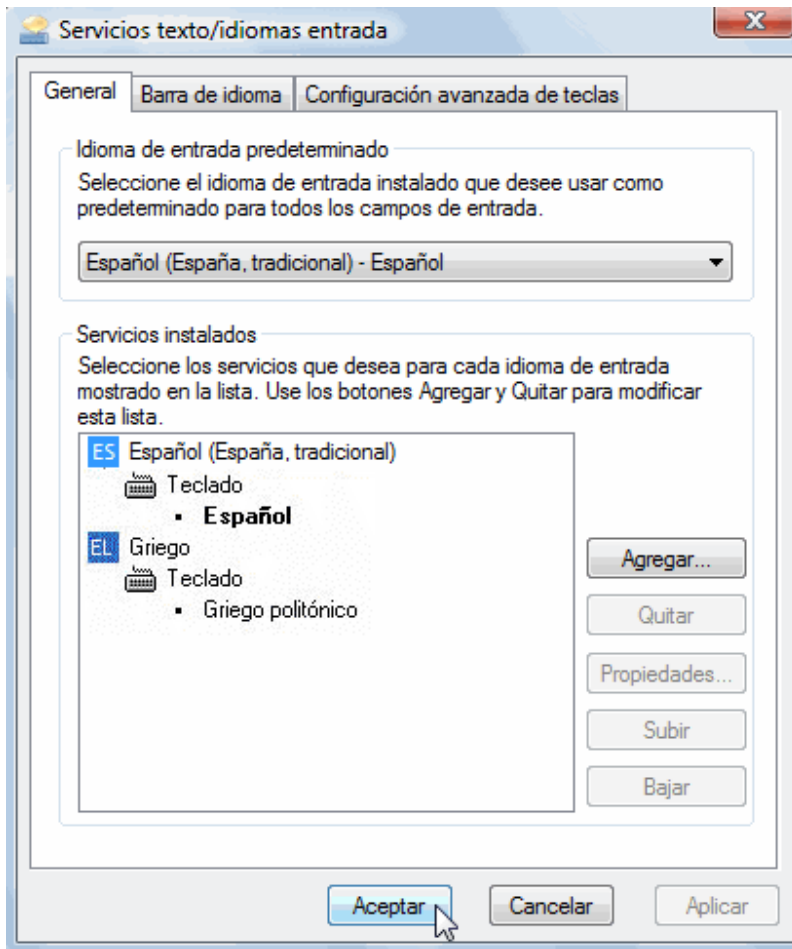 Servicios texto/idiomas entrada
General Barra de idioma Configuración avanzada de teclas
Idioma de entrada predeterminado
Seleccione el idioma de entrada instalado que desee usar como
predeterminado para todos los campos de entrada.
Español (España, tradicional) - Español
Servicios instalados
Seleccione los servicios que desea para cada idioma de entrada
mostrado en la lista. Use los botones Agregar y Quitar para modificar
esta lista.
ES Español (España, tradicional)
Teclado
▪ Español
EL Griego
Teclado
▪ Griego politónico
Agregar...
Quitar
Propiedades...
Subir
Bajar
Aceptar Cancelar Aplicar